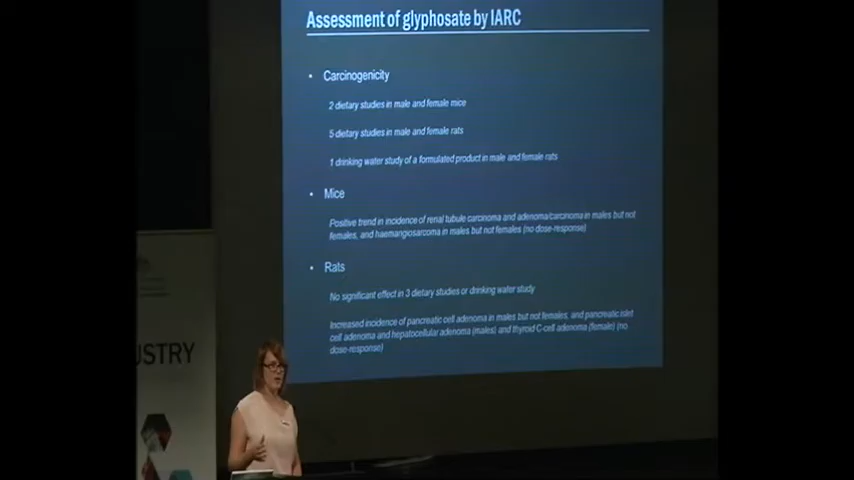 Assessment of glyphosate by IARC
• Carcinogenicity
2 dietary studies in male and female mice
5 dietary studies in male and female rats
1 drinking water study of a formulated product in male and female rats
• Mice
Positive trend in incidence of renal tubule carcinoma and adenoma/carcinoma in males but not
females, and haemangiosarcoma in males but not females (no dose-response)
• Rats
No significant effect in 3 dietary studies or drinking water study
Increased incidence of pancreatic cell adenoma in males but not females, and pancreatic islet
cell adenoma and hepatocellular adenoma (males) and thyroid C-cell adenoma (female) (no
dose-response)
USTRY